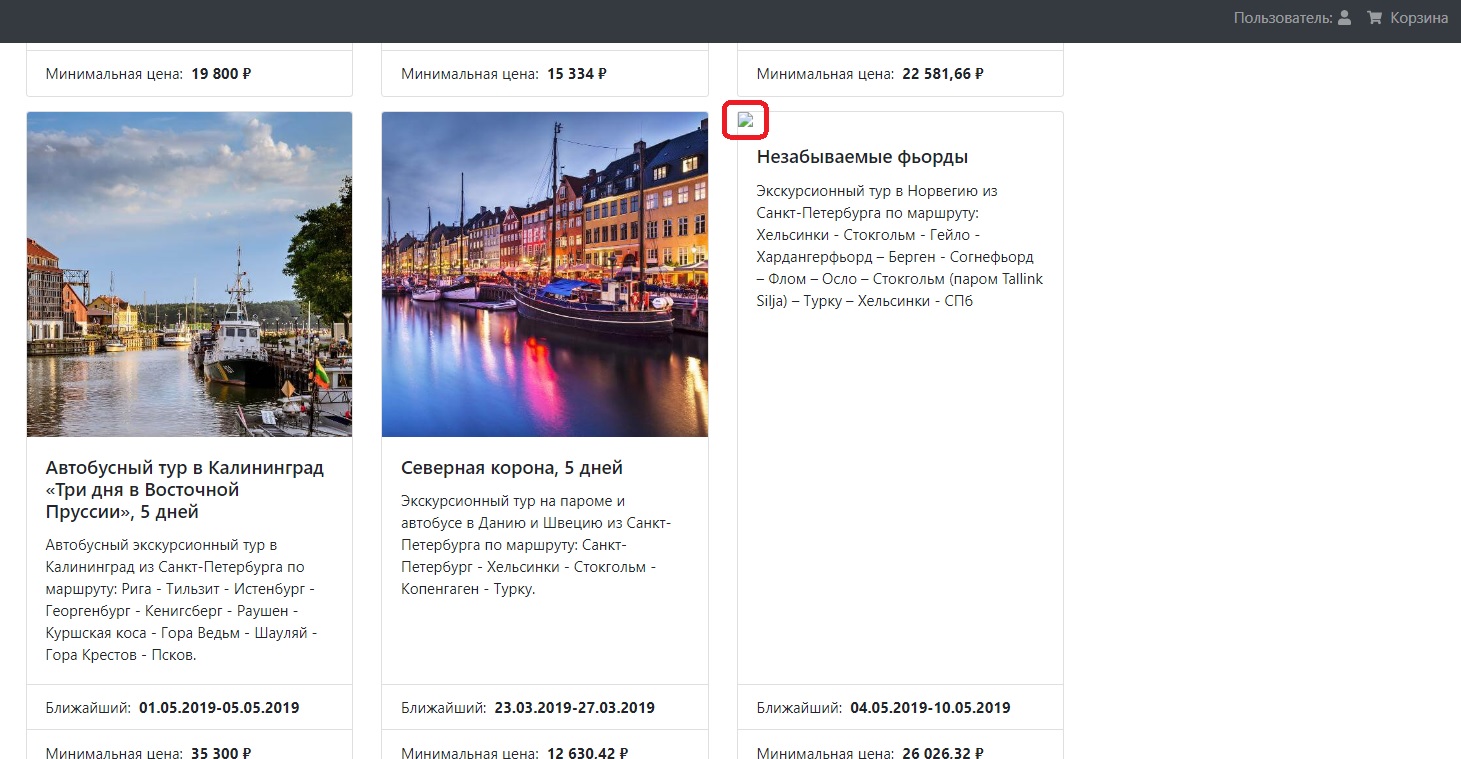 Пользователь: Корзина
Минимальная цена: 19 800 ₽
Минимальная цена: 15 334 ₽
Минимальная цена: 22 581,66 ₽
Автобусный тур в Калининград
«Три дня в Восточной
Пруссии», 5 дней
Автобусный экскурсионный тур в
Калининград из Санкт-Петербурга по
маршруту: Рига - Тильзит - Истенбург -
Георгенбург - Кенигсберг - Раушен -
Куршская коса - Гора Ведьм - Шауляй -
Гора Крестов - Псков.
Ближайший: 01.05.2019-05.05.2019
Минимальная цена: 35 300 ₽
Северная корона, 5 дней
Экскурсионный тур на пароме и
автобусе в Данию и Швецию из Санкт-
Петербурга по маршруту: Санкт-
Петербург - Хельсинки - Стокгольм -
Копенгаген - Турку.
Ближайший: 23.03.2019-27.03.2019
Минимальная цена: 12 630,42 ₽
Незабываемые фьорды
Экскурсионный тур в Норвегию из
Санкт-Петербурга по маршруту:
Хельсинки - Стокгольм - Гейло -
Хардангерфьорд – Берген - Согнефьорд
– Флом – Осло – Стокгольм (паром Tallink
Silja) – Турку – Хельсинки - СПб
Ближайший: 04.05.2019-10.05.2019
Минимальная цена: 26 026,32 ₽